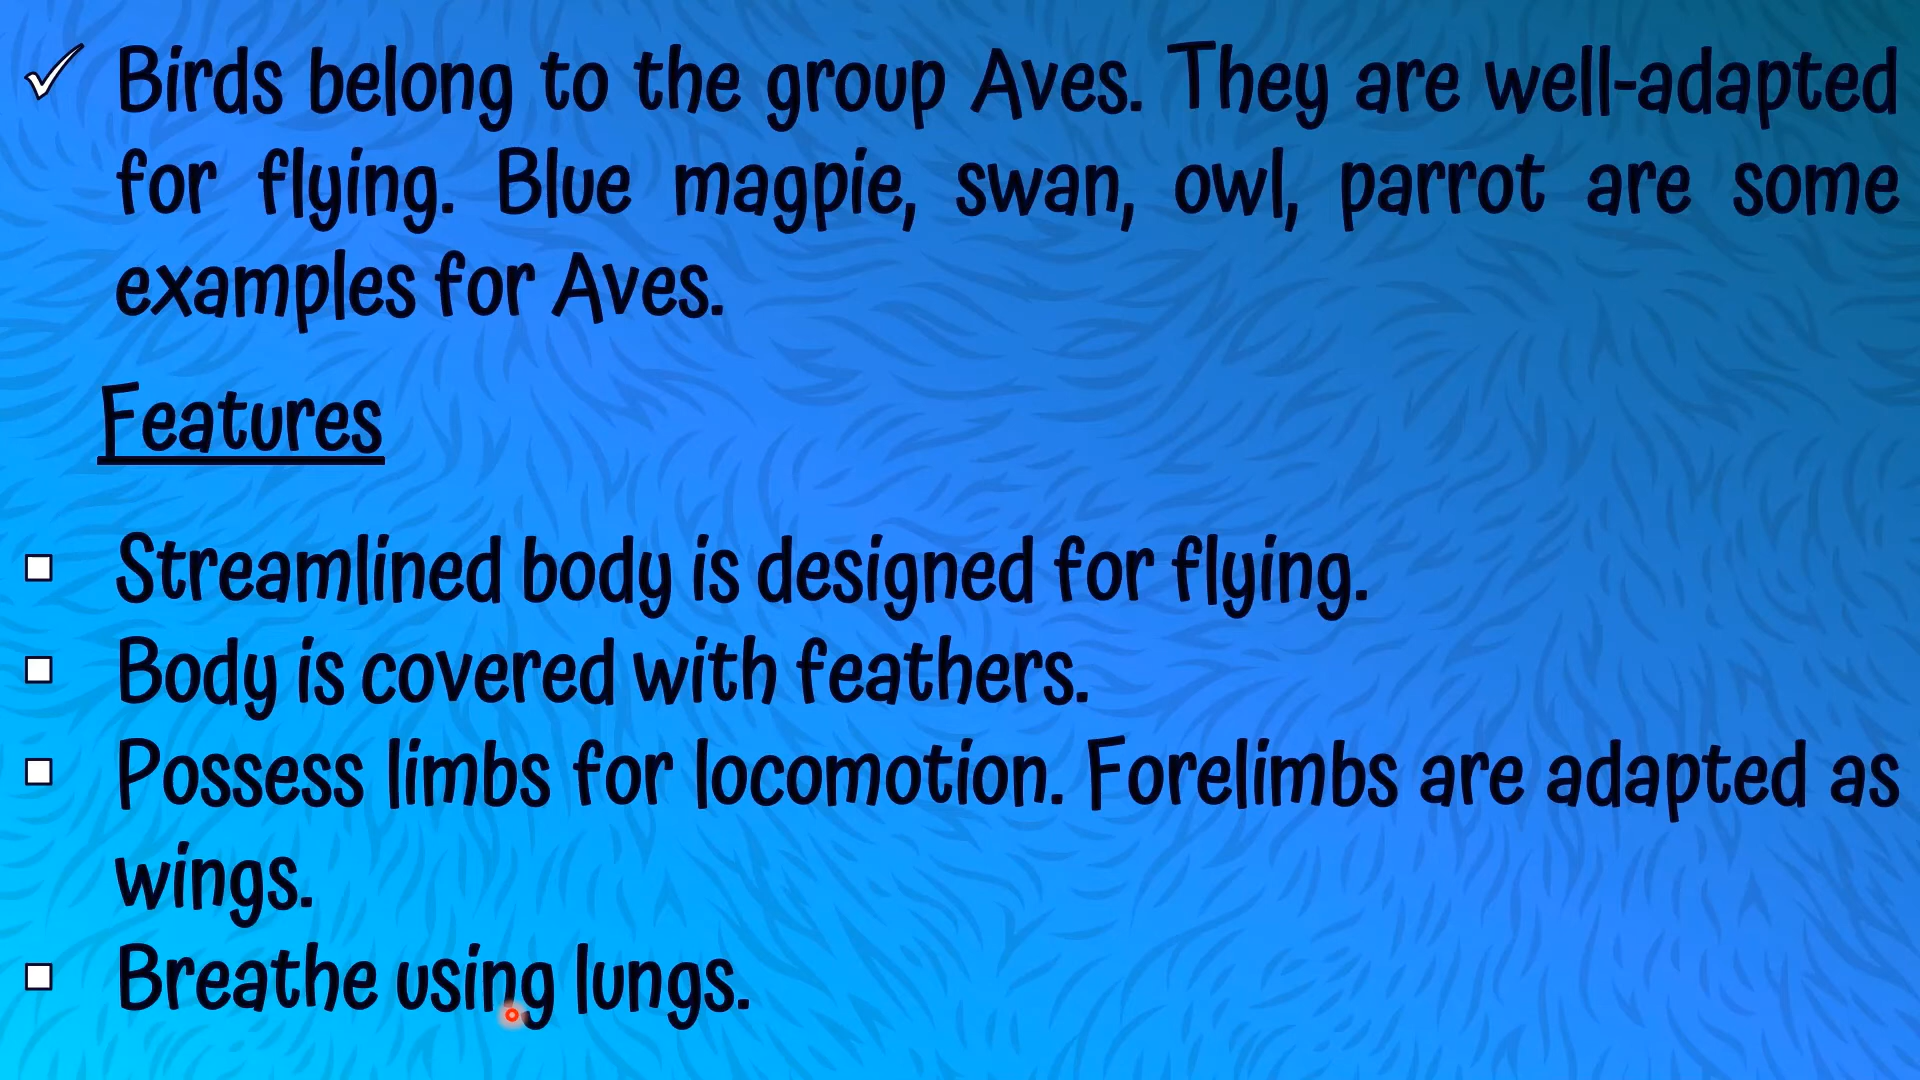 Birds belong to the group Aves. They are well-adapted
for flying. Blue magpie, swan, owl, parrot are some
examples for Aves.
Features
Streamlined body is designed for flying.
Body is covered with feathers.
Possess limbs for locomotion. Forelimbs are adapted as
wings.
Breathe using lungs.